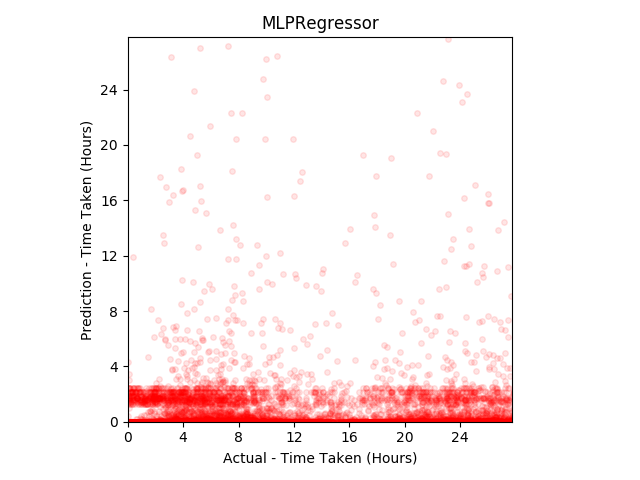 MLPRegressor
Prediction - Time Taken (Hours)
24
20
16
12
8
4
0
0 4 8 12 16 20 24
Actual - Time Taken (Hours)